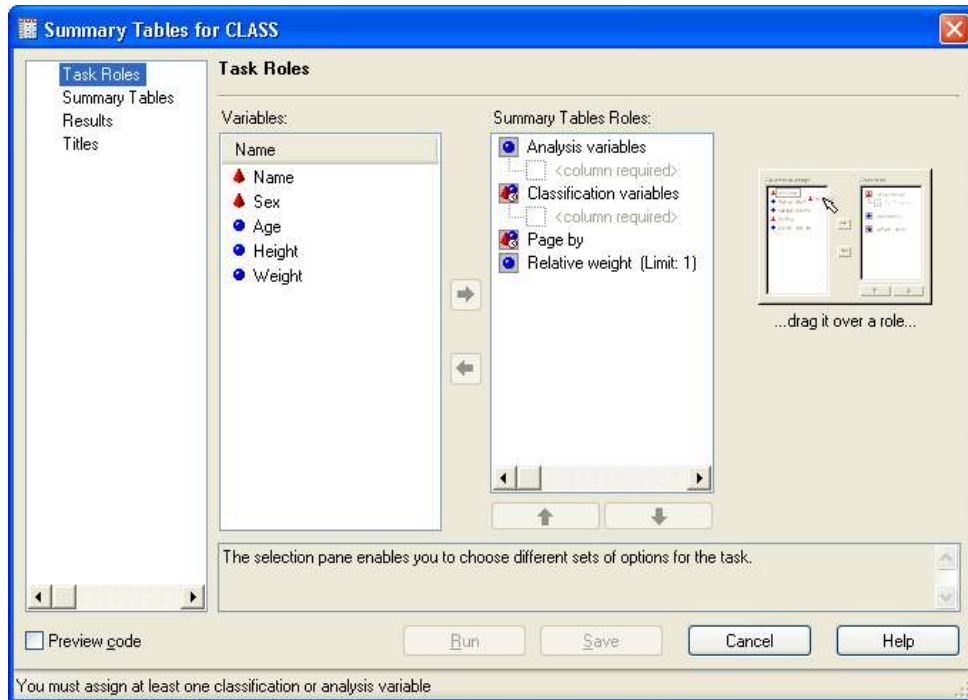 Summary Tables for CLASS
Task Roles
Summary Tables
Results
Titles
Task Roles
Variables:
Name
Name
Sex
Age
Height
Weight
Summary Tables Roles:
Analysis variables
<column required>
Classification variables
<column required>
Page by
Relative weight (Limit: 1)
...drag it over a role...
The selection pane enables you to choose different sets of options for the task.
Preview code
Run
Save
Cancel
Help
You must assign at least one classification or analysis variable